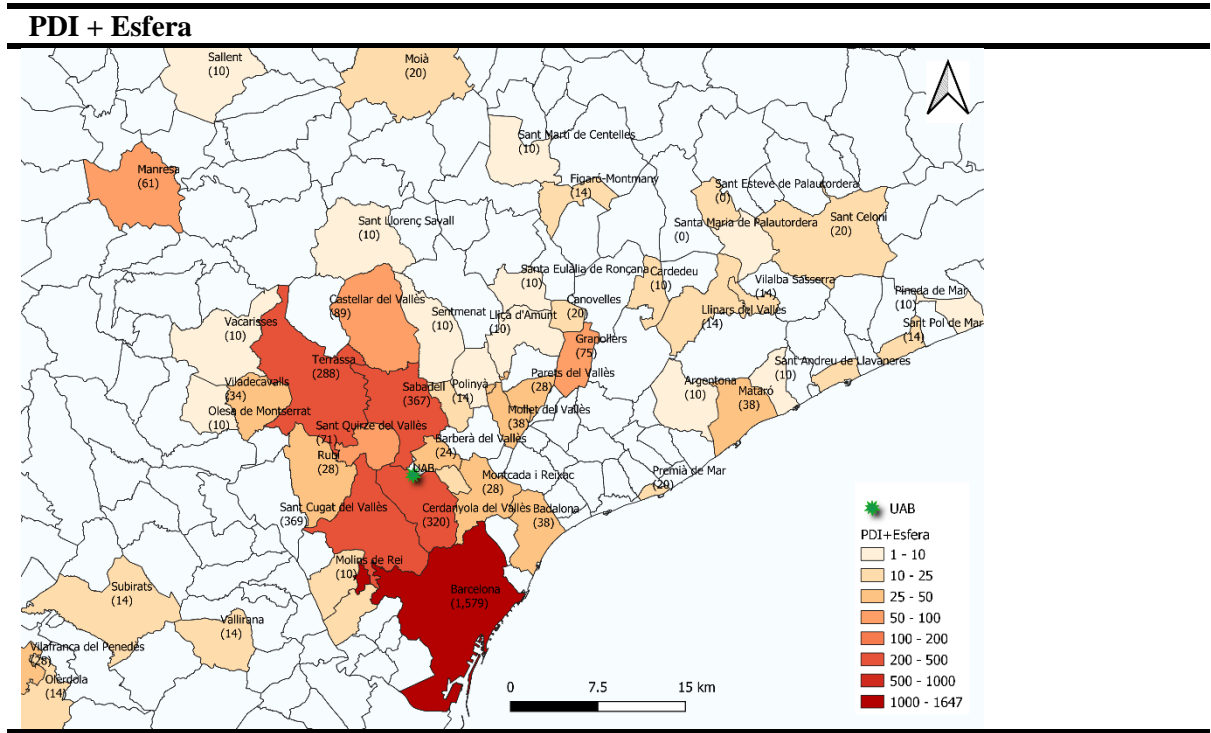 PDI + Esfera
Sallent
(10)
Moià
(20)
Sant Martí de Centelles
(10)
Manresa
(61)
Figaró-Montmany
(14)
Sant Esteve de Palautordera
(0)
Sant Llorenç Savall
(10)
Santa Maria de Palautordera
(0)
Sant Celoni
(20)
Santa Eulàlia de Ronçana
(10)
Cardedeu
(10)
Vilalba Sasserra
(14)
Pineda de Mar
(10)
Castellar del Vallès
(89)
Sentmenat
(10)
Lliçà d'Amunt
(10)
Canovelles
(20)
Llinars del Vallès
(14)
Sant Pol de Mar
(14)
Vacarisses
(10)
Granollers
(75)
Terrassa
(288)
Sant Andreu de Llavaneres
(10)
Viladecavalls
(34)
Sabadell
(367)
Polinyà
(14)
Parets del Vallès
(28)
Argentona
(10)
Mataró
(38)
Olesa de Montserrat
(10)
Mollet del Vallès
(38)
Sant Quirze del Vallès
(71)
Barberà del Vallès
(24)
Rubí
(28)
UAB
Montcada i Reixac
(28)
Premià de Mar
(20)
Sant Cugat del Vallès
(369)
Cerdanyola del Vallès
(320)
Badalona
(38)
Molins de Rei
(10)
Barcelona
(1,579)
Subirats
(14)
Vallirana
(14)
Vilafranca del Penedès
(28)
Olèrdola
(14)
0 7.5 15 km
UAB
PDI+Esfera
1 - 10
10 - 25
25 - 50
50 - 100
100 - 200
200 - 500
500 - 1000
1000 - 1647